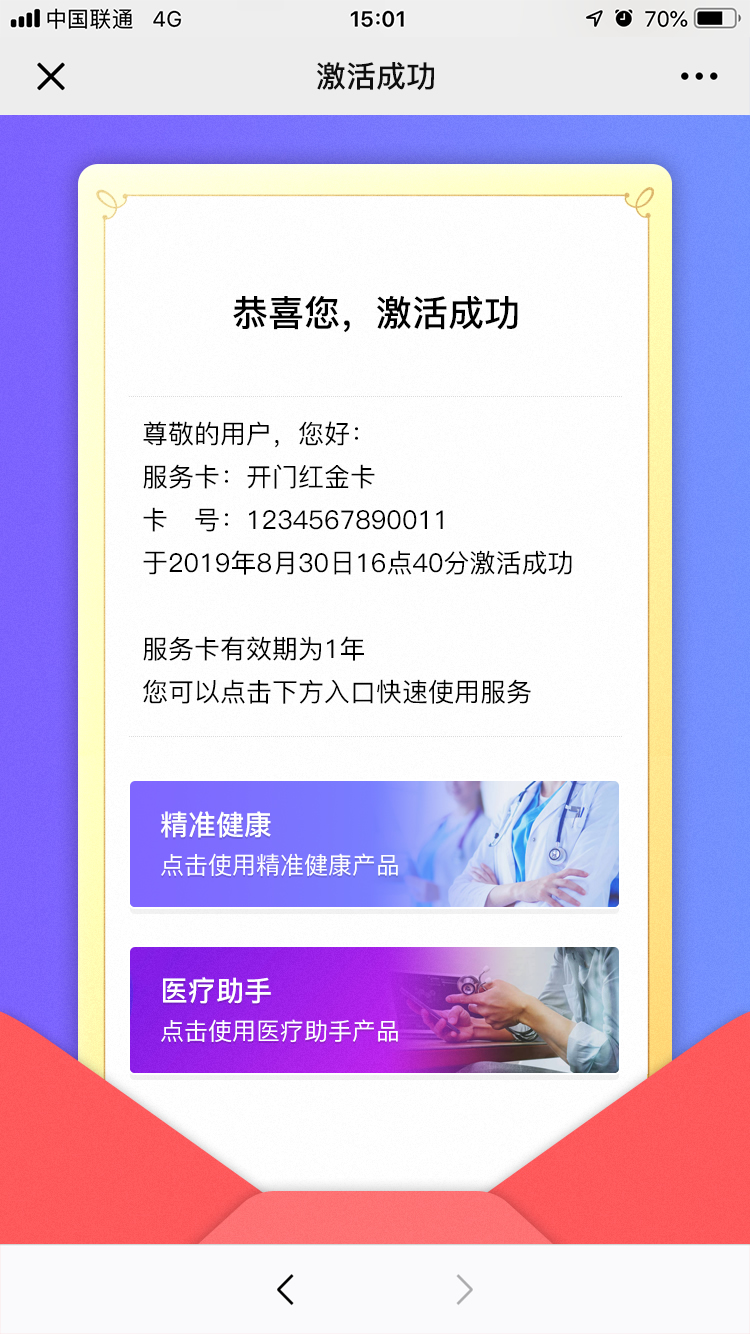 中国联通 4G 15:01 70%
激活成功
恭喜您，激活成功
尊敬的用户，您好：
服务卡：开门红金卡
卡　号：1234567890011
于2019年8月30日16点40分激活成功
服务卡有效期为1年
您可以点击下方入口快速使用服务
精准健康
点击使用精准健康产品
医疗助手
点击使用医疗助手产品